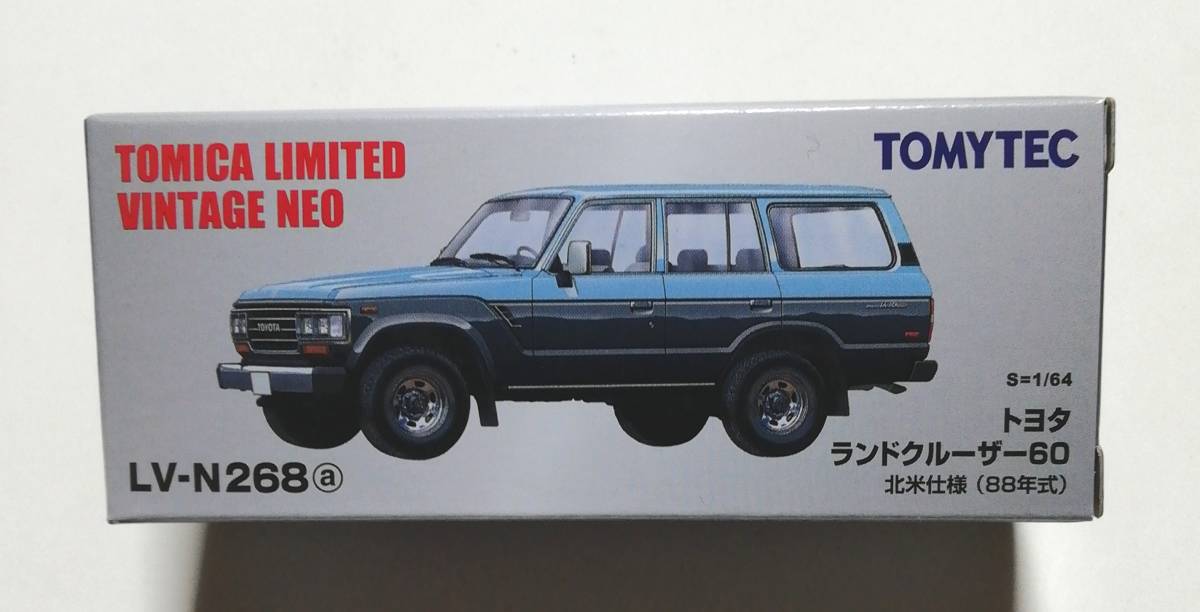 TOMICA LIMITED
VINTAGE NEO
TOMYTEC
TOYOTA
S=1/64
トヨタ
ランドクルーザー60
北米仕様（88年式）
LV-N268ⓐ